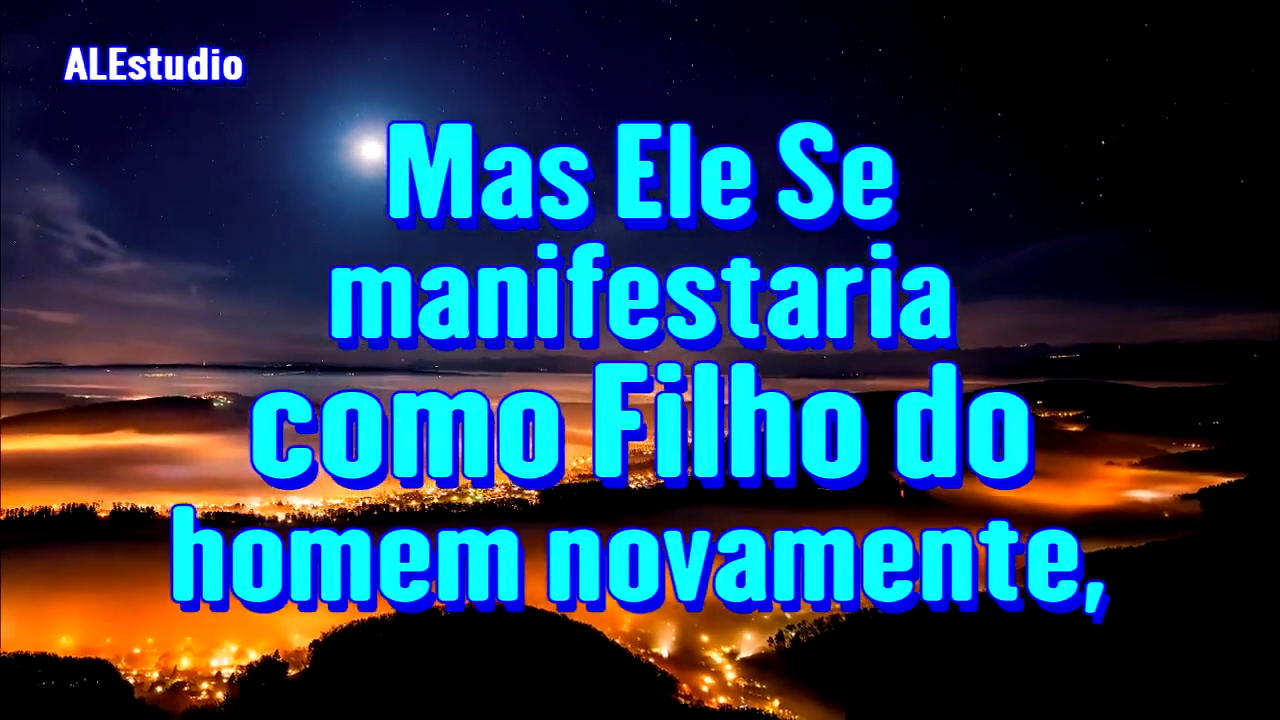 ALEstudio
Mas Ele Se
manifestaria
como Filho do
homem novamente,